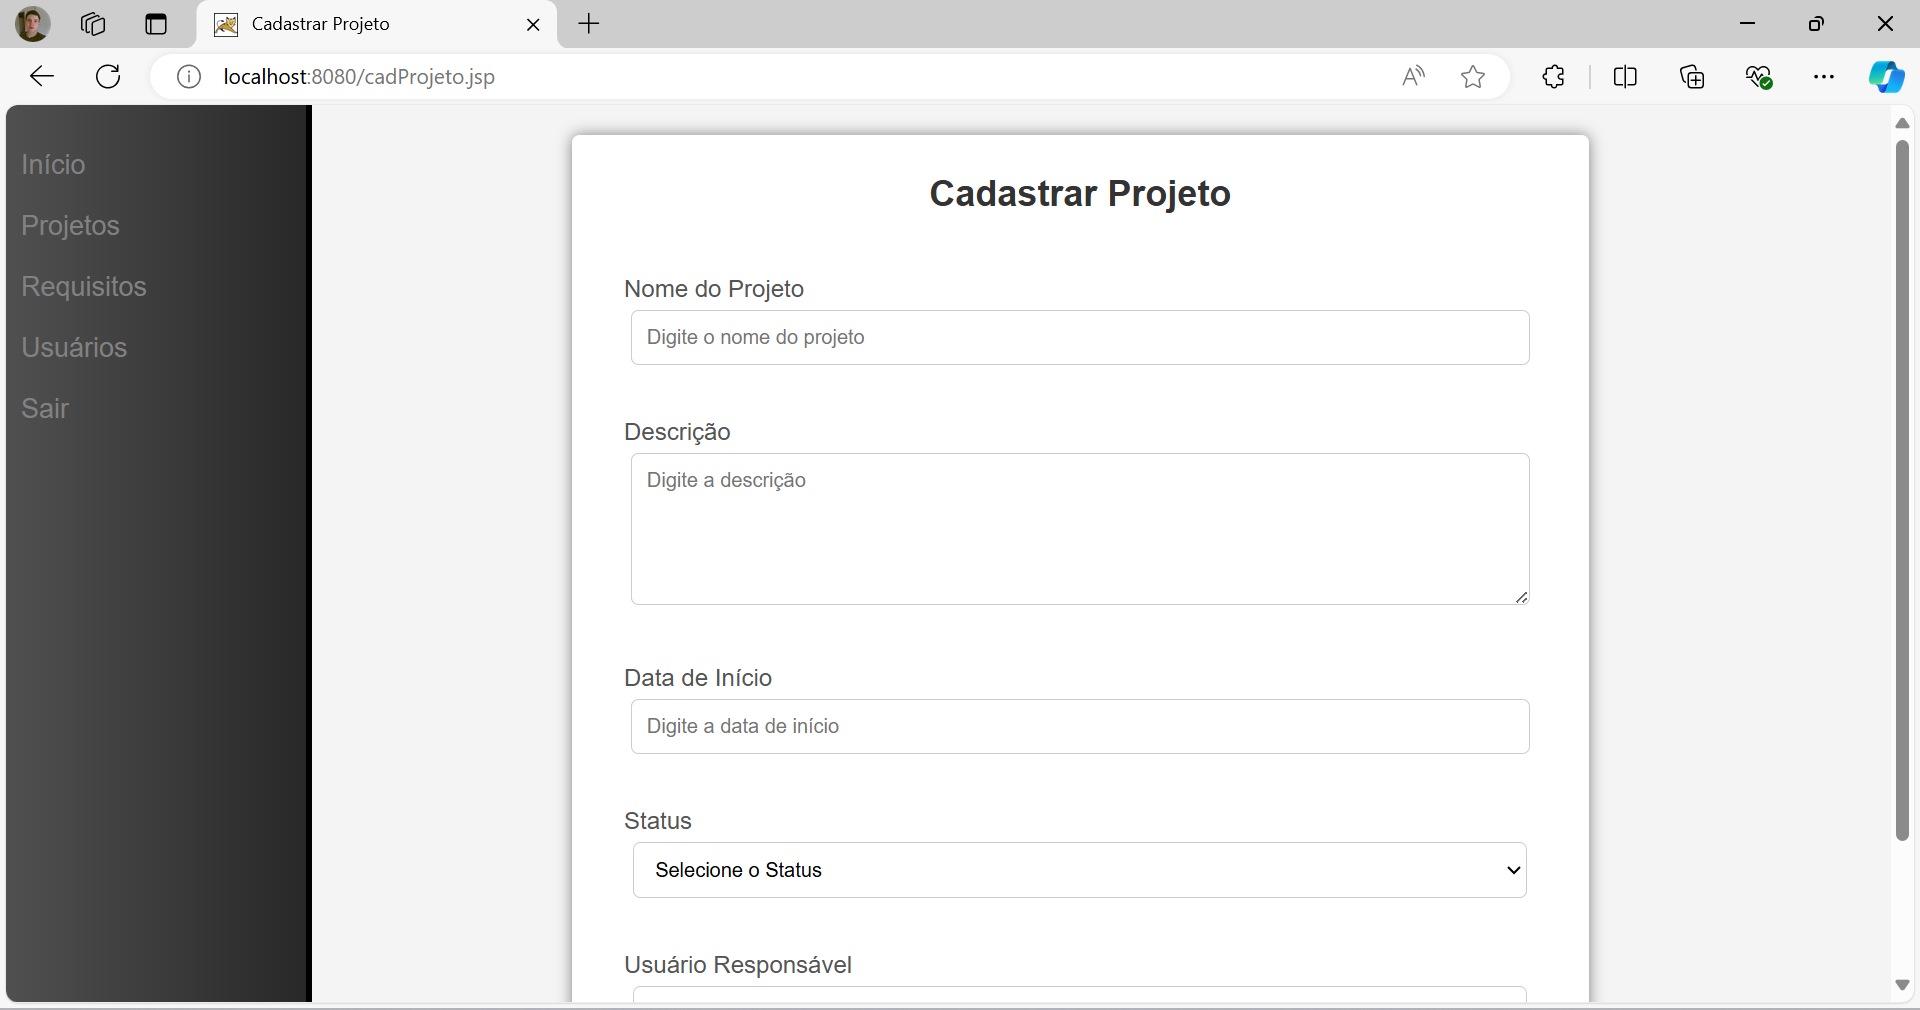 Cadastrar Projeto
localhost:8080/cadProjeto.jsp
Início
Projetos
Requisitos
Usuários
Sair
Cadastrar Projeto
Nome do Projeto
Digite o nome do projeto
Descrição
Digite a descrição
Data de Início
Digite a data de início
Status
Selecione o Status
Usuário Responsável